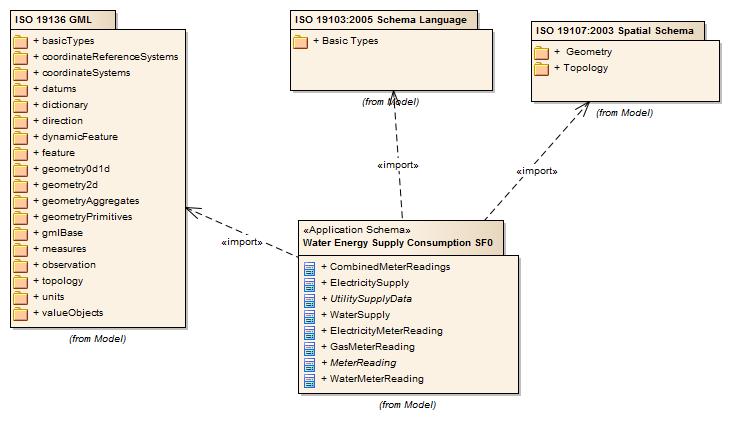 ISO 19136 GML
+ basicTypes
+ coordinateReferenceSystems
+ coordinateSystems
+ datums
+ dictionary
+ direction
+ dynamicFeature
+ feature
+ geometry0d1d
+ geometry2d
+ geometryAggregates
+ geometryPrimitives
+ gmlBase
+ measures
+ observation
+ topology
+ units
+ valueObjects
(from Model)
ISO 19103:2005 Schema Language
+ Basic Types
(from Model)
ISO 19107:2003 Spatial Schema
+ Geometry
+ Topology
(from Model)
«import»
«import»
«import»
«Application Schema»
Water Energy Supply Consumption SF0
+ CombinedMeterReadings
+ ElectricitySupply
+ UtilitySupplyData
+ WaterSupply
+ ElectricityMeterReading
+ GasMeterReading
+ MeterReading
+ WaterMeterReading
(from Model)